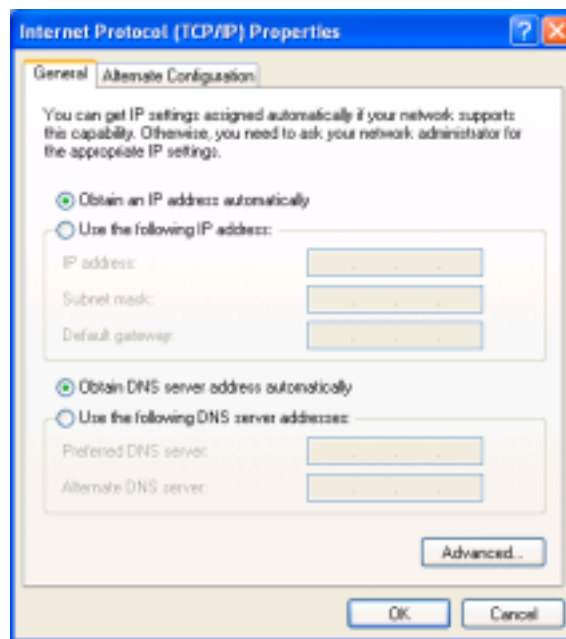 Internet Protocol (TCP/IP) Properties
General Alternate Configuration
You can get IP settings assigned automatically if your network supports
this capability. Otherwise, you need to ask your network administrator for
the appropriate IP settings.
Obtain an IP address automatically
Use the following IP address:
IP address:
Subnet mask:
Default gateway:
Obtain DNS server address automatically
Use the following DNS server addresses:
Preferred DNS server:
Alternate DNS server:
Advanced...
OK Cancel